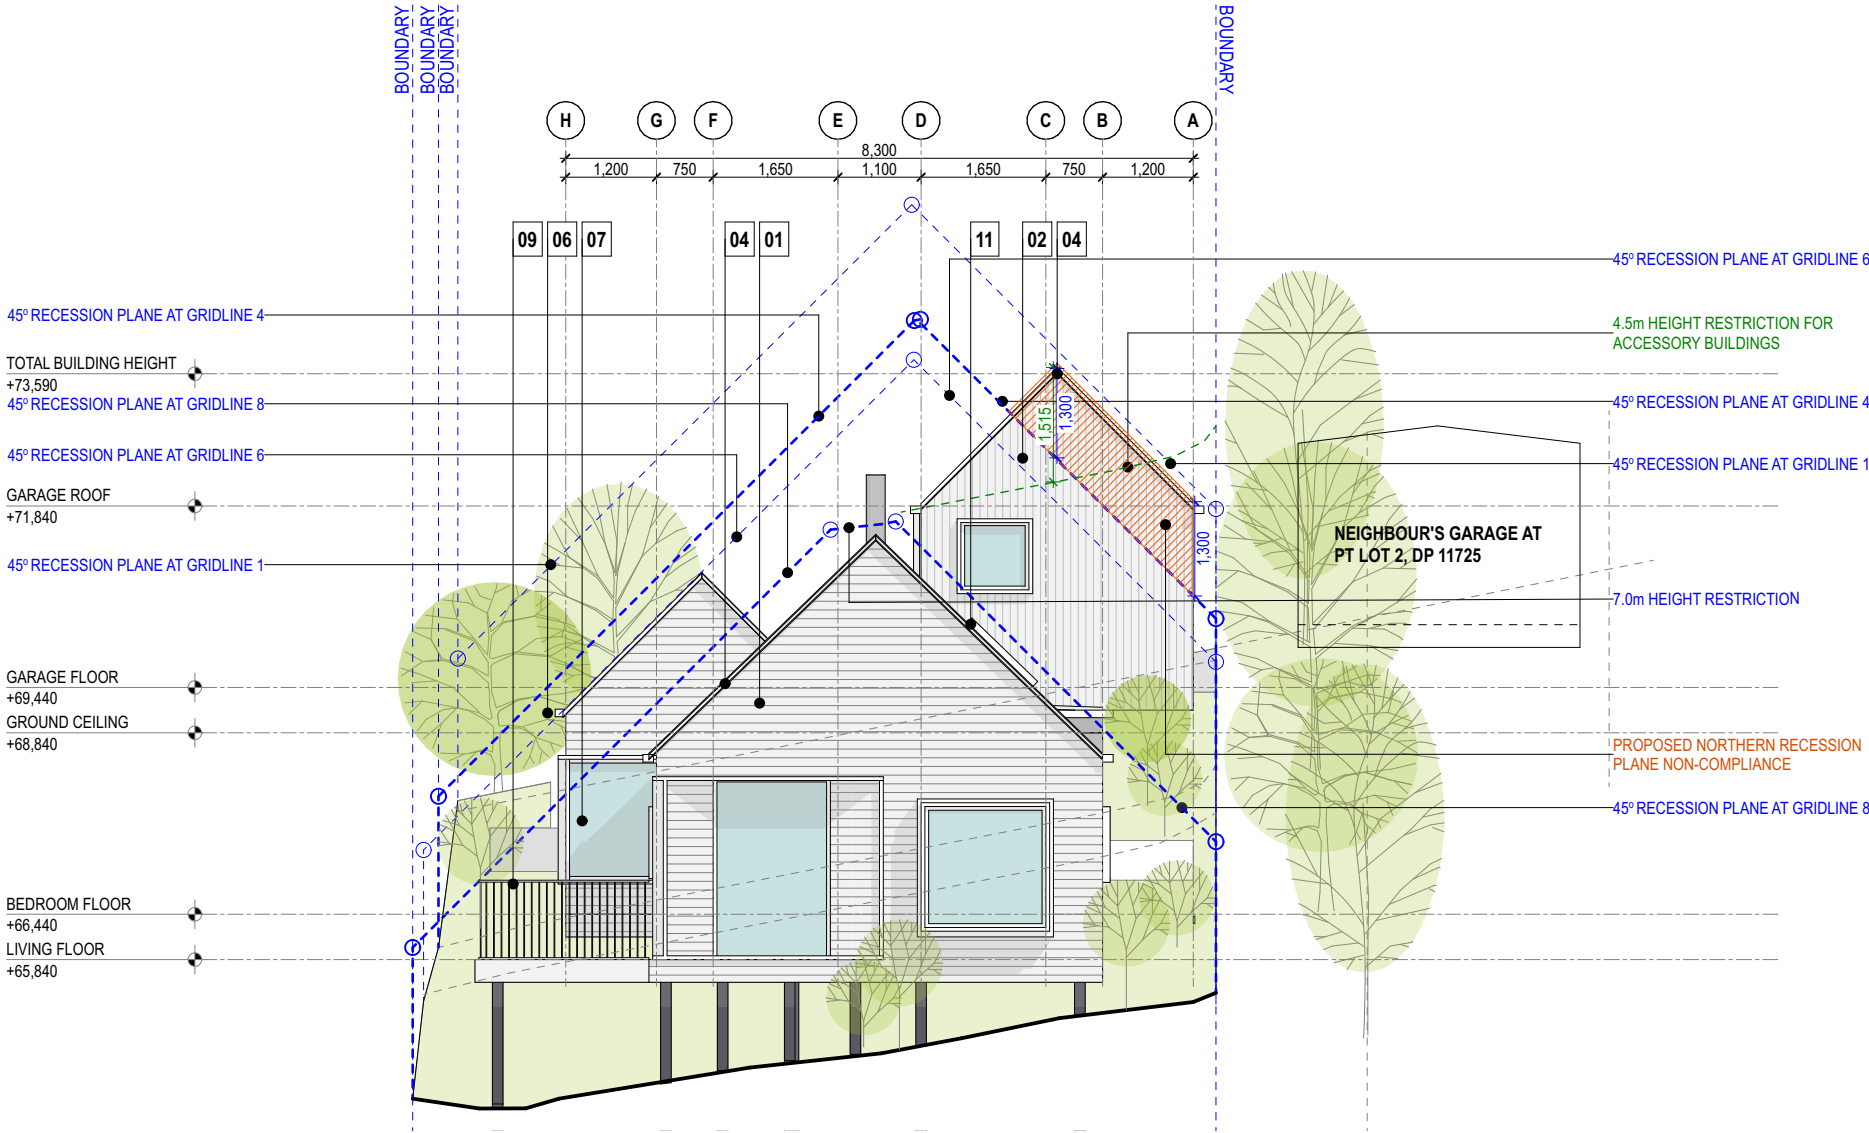 BOUNDARY
BOUNDARY
BOUNDARY
BOUNDARY
H
G
F
E
D
C
B
A
8,300
1,200
750
1,650
1,100
1,650
750
1,200
09
06
07
04
01
11
02
04
45º RECESSION PLANE AT GRIDLINE 4
TOTAL BUILDING HEIGHT
+73,590
45º RECESSION PLANE AT GRIDLINE 8
45º RECESSION PLANE AT GRIDLINE 6
GARAGE ROOF
+71,840
45º RECESSION PLANE AT GRIDLINE 1
GARAGE FLOOR
+69,440
GROUND CEILING
+68,840
BEDROOM FLOOR
+66,440
LIVING FLOOR
+65,840
1,515
1,300
1,300
45º RECESSION PLANE AT GRIDLINE 6
4.5m HEIGHT RESTRICTION FOR
ACCESSORY BUILDINGS
45º RECESSION PLANE AT GRIDLINE 4
45º RECESSION PLANE AT GRIDLINE 1
NEIGHBOUR'S GARAGE AT
PT LOT 2, DP 11725
7.0m HEIGHT RESTRICTION
PROPOSED NORTHERN RECESSION
PLANE NON-COMPLIANCE
45º RECESSION PLANE AT GRIDLINE 8